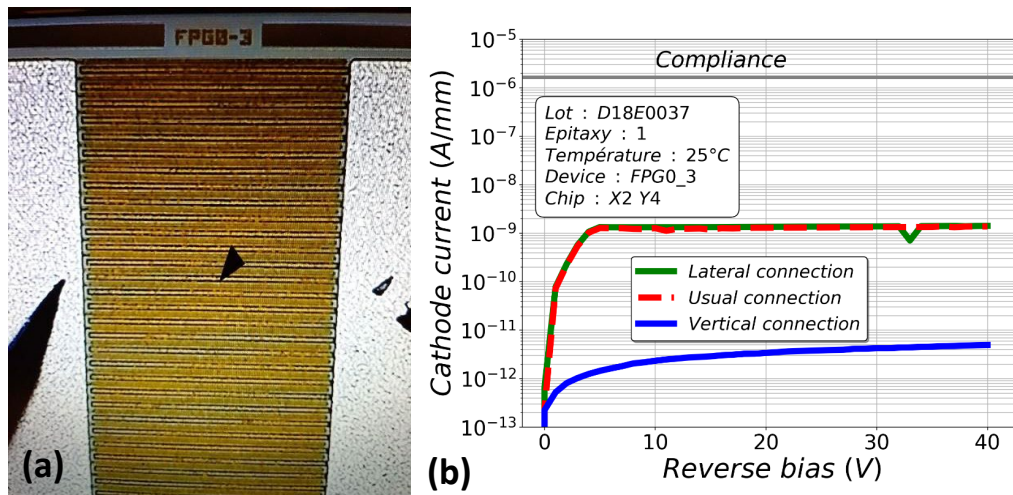 FPG0-3
(a)
Cathode current (A/mm)
10⁻⁵
10⁻⁶
10⁻⁷
10⁻⁸
10⁻⁹
10⁻¹⁰
10⁻¹¹
10⁻¹²
10⁻¹³
Compliance
Lot : D18E0037
Epitaxy : 1
Température : 25°C
Device : FPG0_3
Chip : X2 Y4
Lateral connection
Usual connection
Vertical connection
0 10 20 30 40
Reverse bias (V)
(b)